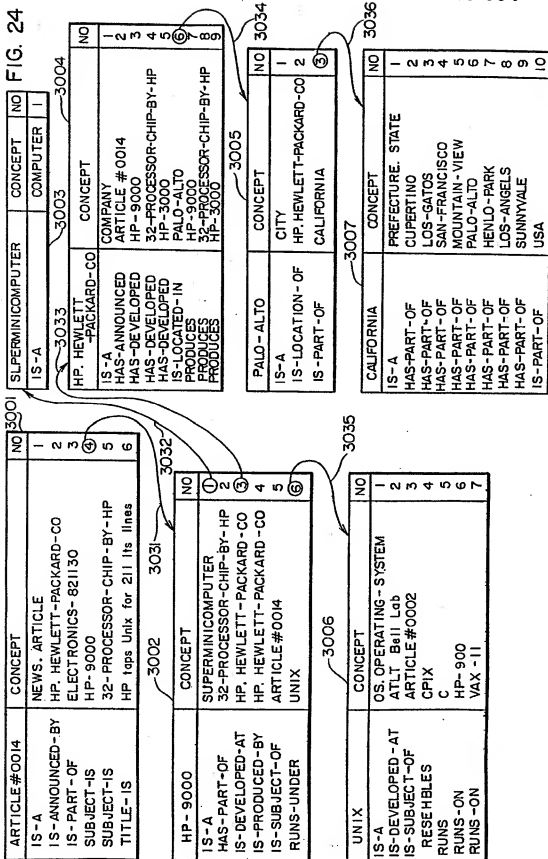 FIG. 24
ARTICLE #0014 CONCEPT NO
IS-A NEWS. ARTICLE 1
IS-ANNOUNCED-BY HP. HEWLETT-PACKARD-CO 2
IS-PART-OF ELECTRONICS-821130 3
SUBJECT-IS HP-9000 4
SUBJECT-IS 32-PROCESSOR-CHIP-BY-HP 5
TITLE-IS HP taps Unix for 211 Its lines 6
3001
3031
3032
3033
3002
HP-9000 CONCEPT NO
IS-A SUPERMINICOMPUTER 1
HAS-PART-OF 32-PROCESSOR-CHIP-BY-HP 2
IS-DEVELOPED-AT HP. HEWLETT-PACKARD-CO 3
IS-PRODUCED-BY HP. HEWLETT-PACKARD-CO 4
IS-SUBJECT-OF ARTICLE #0014 5
RUNS-UNDER UNIX 6
3035
3006
UNIX CONCEPT NO
IS-A OS. OPERATING-SYSTEM 1
IS-DEVELOPED-AT ATLT Ball Lab 2
IS-SUBJECT-OF ARTICLE #0002 3
RESEHBLES CPIX 4
RUNS C 5
RUNS-ON HP-900 6
RUNS-ON VAX-11 7
SLPERMINICOMPUTER CONCEPT NO
IS-A COMPUTER 1
3003
3004
HP. HEWLETT CONCEPT NO
-PACKARD-CO
IS-A COMPANY 1
HAS-ANNOUNCED ARTICLE #0014 2
HAS-DEVELOPED HP-9000 3
HAS-DEVELOPED 32-PROCESSOR-CHIP-BY-HP 4
HAS-DEVELOPED HP-3000 5
IS-LOCATED-IN PALO-ALTO 6
PRODUCES HP-9000 7
PRODUCES 32-PROCESSOR-CHIP-BY-HP 8
PRODUCES HP-3000 9
3034
3005
PALO-ALTO CONCEPT NO
IS-A CITY 1
IS-LOCATION-OF HP. HEWLETT-PACKARD-CO 2
IS-PART-OF CALIFORNIA 3
3036
3007
CALIFORNIA CONCEPT NO
IS-A PREFECTURE. STATE 1
HAS-PART-OF CUPERTINO 2
HAS-PART-OF LOS-GATOS 3
HAS-PART-OF SAN-FRANCISCO 4
HAS-PART-OF MOUNTAIN-VIEW 5
HAS-PART-OF PALO-ALTO 6
HAS-PART-OF HENLO-PARK 7
HAS-PART-OF LOS-ANGELS 8
HAS-PART-OF SUNNYVALE 9
IS-PART-OF USA 10